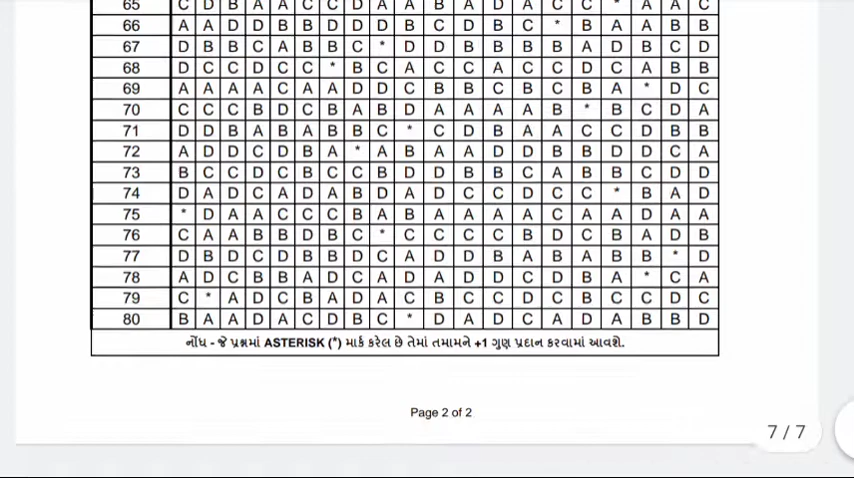 65 C D B A A C C D A A B A D A C C * A A C
66 A A D D B B D D D B C D B C * B A A B B
67 D B B C A B B C * D D B B B B A D B C D
68 D C C D C C * B C A C C A C C D C A B B
69 A A A A C A A D D C B B C B C B A * D C
70 C C C B D C B A B D A A A A B * B C D A
71 D D B A B A B B C * C D B A A C C D B B
72 A D D C D B A * A B A A D D B B D D C A
73 B C C D C B C C B D D B B C A B B C D D
74 D A D C A D A B D A D C C D C C * B A D
75 * D A A C C C B A B A A A A C A A D A A
76 C A A B B D B C * C C C C B D C B A D B
77 D B D C D B B D C A D D B A B A B B * D
78 A D C B B A D C A D A D D C D B A * C A
79 C * A D C B A D A C B C C D C B C C D C
80 B A A D A C D B C * D A D C A D A B B D
નોંધ - જે પ્રશ્નમાં ASTERISK (*) માર્ક કરેલ છે તેમાં તમામને +1 ગુણ પ્રદાન કરવામાં આવશે.
Page 2 of 2
7 / 7